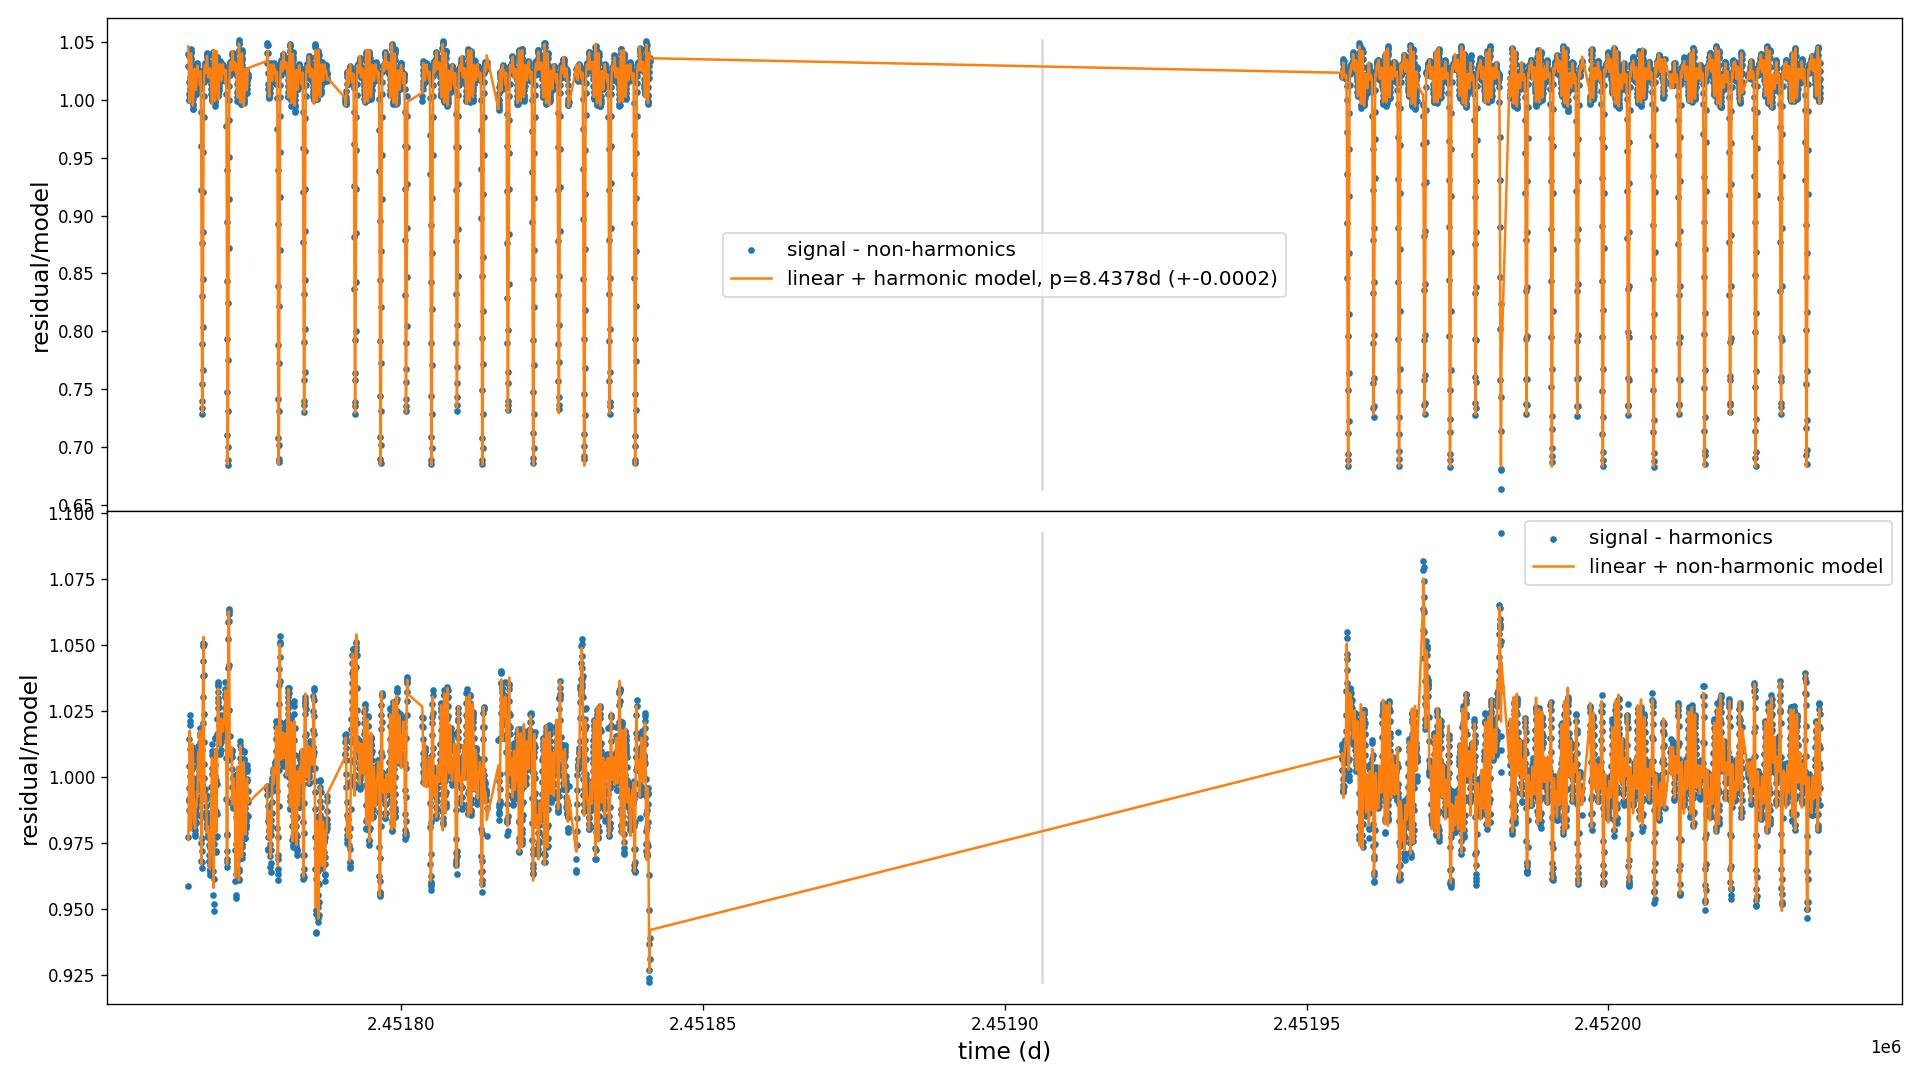 1.05
1.00
0.95
0.90
0.85
0.80
0.75
0.70
0.65
residual/model
signal - non-harmonics
linear + harmonic model, p=8.4378d (+-0.0002)
1.100
1.075
1.050
1.025
1.000
0.975
0.950
0.925
residual/model
signal - harmonics
linear + non-harmonic model
2.45180 2.45185 2.45190 2.45195 2.45200
time (d)
1e6